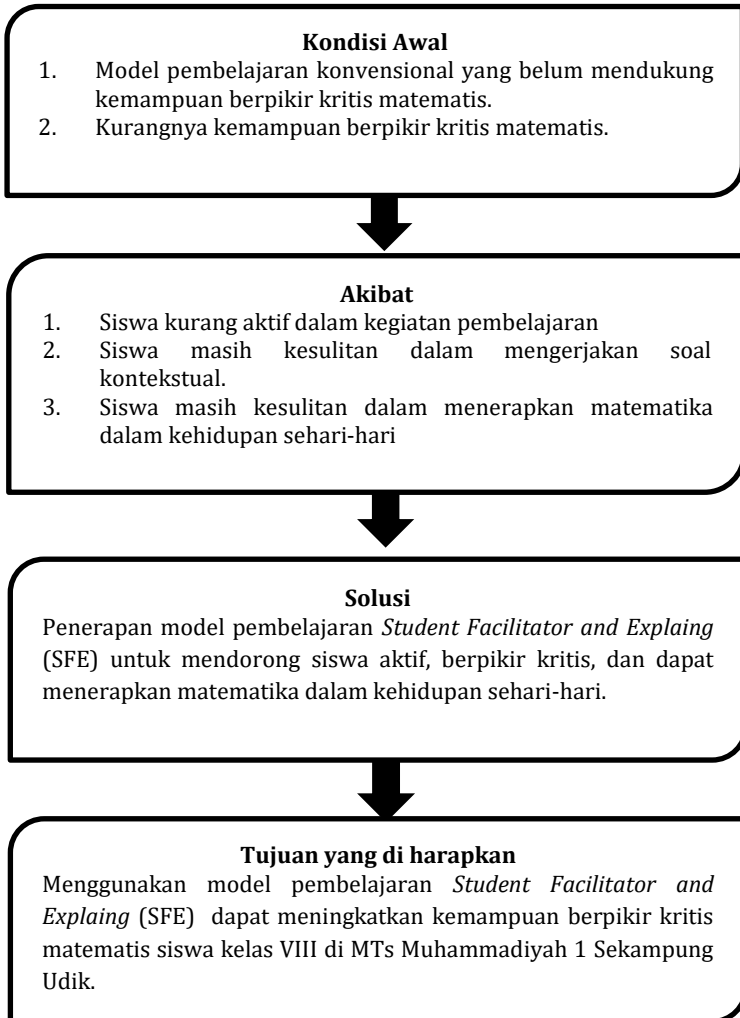 Kondisi Awal
1. Model pembelajaran konvensional yang belum mendukung
kemampuan berpikir kritis matematis.
2. Kurangnya kemampuan berpikir kritis matematis.
Akibat
1. Siswa kurang aktif dalam kegiatan pembelajaran
2. Siswa masih kesulitan dalam mengerjakan soal
kontekstual.
3. Siswa masih kesulitan dalam menerapkan matematika
dalam kehidupan sehari-hari
Solusi
Penerapan model pembelajaran Student Facilitator and Explaing
(SFE) untuk mendorong siswa aktif, berpikir kritis, dan dapat
menerapkan matematika dalam kehidupan sehari-hari.
Tujuan yang di harapkan
Menggunakan model pembelajaran Student Facilitator and
Explaing (SFE) dapat meningkatkan kemampuan berpikir kritis
matematis siswa kelas VIII di MTs Muhammadiyah 1 Sekampung
Udik.